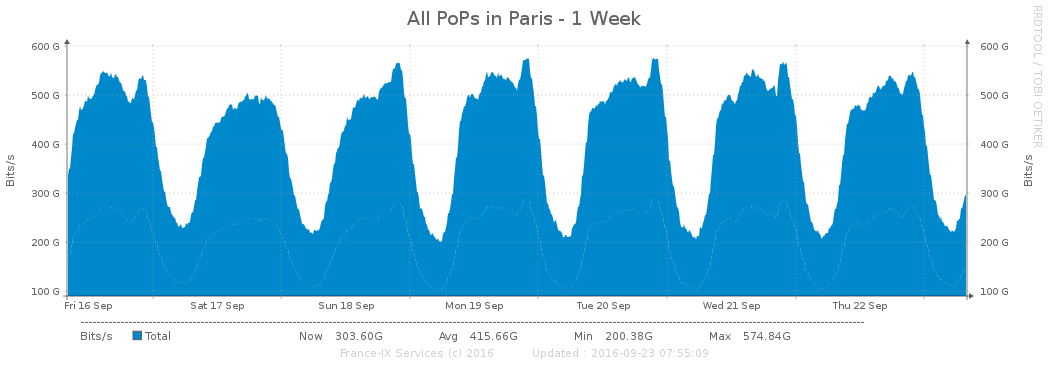 All PoPs in Paris - 1 Week
RRDTOOL / TOBI OETIKER
600 G 600 G
500 G 500 G
400 G 400 G
300 G 300 G
200 G 200 G
100 G 100 G
Bits/s
Bits/s
Fri 16 Sep Sat 17 Sep Sun 18 Sep Mon 19 Sep Tue 20 Sep Wed 21 Sep Thu 22 Sep
Bits/s Total Now 303.60G Avg 415.66G Min 200.38G Max 574.84G
France-IX Services (c) 2016 Updated : 2016-09-23 07:55:09